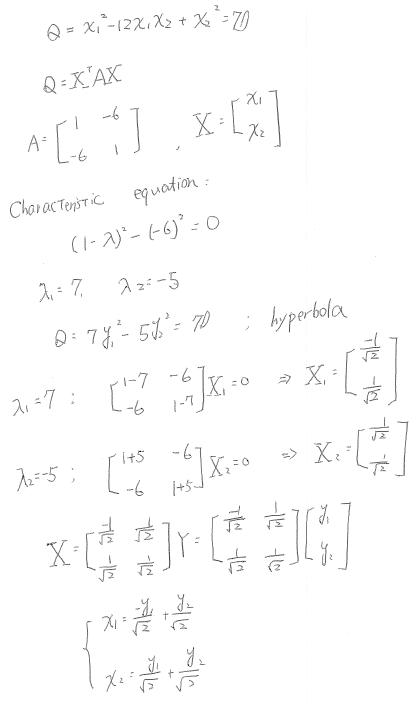 Q = x₁² - 12x₁x₂ + x₂² = 70
Q = XᵀAX
A = [1 -6; -6 1] , X = [x₁; x₂]
Characteristic equation :
(1-λ)² - (-6)² = 0
λ₁ = 7, λ₂ = -5
Q = 7y₁² - 5y₂² = 70 ; hyperbola
λ₁ = 7 ; [1-7 -6; -6 1-7] X₁ = 0 ⇒ X₁ = [-1/√2; 1/√2]
λ₂ = -5 ; [1+5 -6; -6 1+5] X₂ = 0 ⇒ X₂ = [1/√2; 1/√2]
X = [-1/√2 1/√2; 1/√2 1/√2] Y = [-1/√2 1/√2; 1/√2 1/√2] [y₁; y₂]
{ x₁ = -y₁/√2 + y₂/√2
x₂ = y₁/√2 + y₂/√2